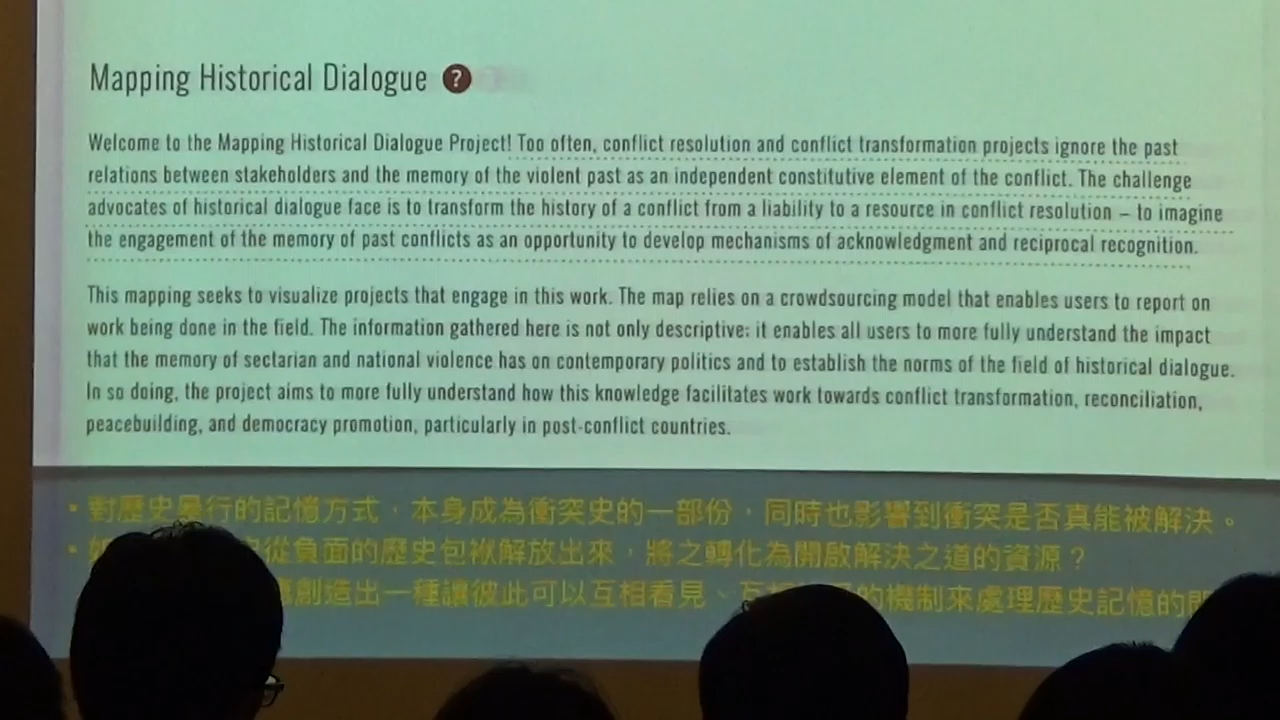 Mapping Historical Dialogue ?
Welcome to the Mapping Historical Dialogue Project! Too often, conflict resolution and conflict transformation projects ignore the past
relations between stakeholders and the memory of the violent past as an independent constitutive element of the conflict. The challenge
advocates of historical dialogue face is to transform the history of a conflict from a liability to a resource in conflict resolution – to imagine
the engagement of the memory of past conflicts as an opportunity to develop mechanisms of acknowledgment and reciprocal recognition.
This mapping seeks to visualize projects that engage in this work. The map relies on a crowdsourcing model that enables users to report on
work being done in the field. The information gathered here is not only descriptive: it enables all users to more fully understand the impact
that the memory of sectarian and national violence has on contemporary politics and to establish the norms of the field of historical dialogue.
In so doing, the project aims to more fully understand how this knowledge facilitates work towards conflict transformation, reconciliation,
peacebuilding, and democracy promotion, particularly in post-conflict countries.
▪ 對歷史暴行的記憶方式，本身成為衝突史的一部份，同時也影響到衝突是否真能被解決。
▪ 從負面的歷史包袱解放出來，將之轉化為開啟解決之道的資源？
創造出一種讓彼此可以互相看見、互 的機制來處理歷史記憶的